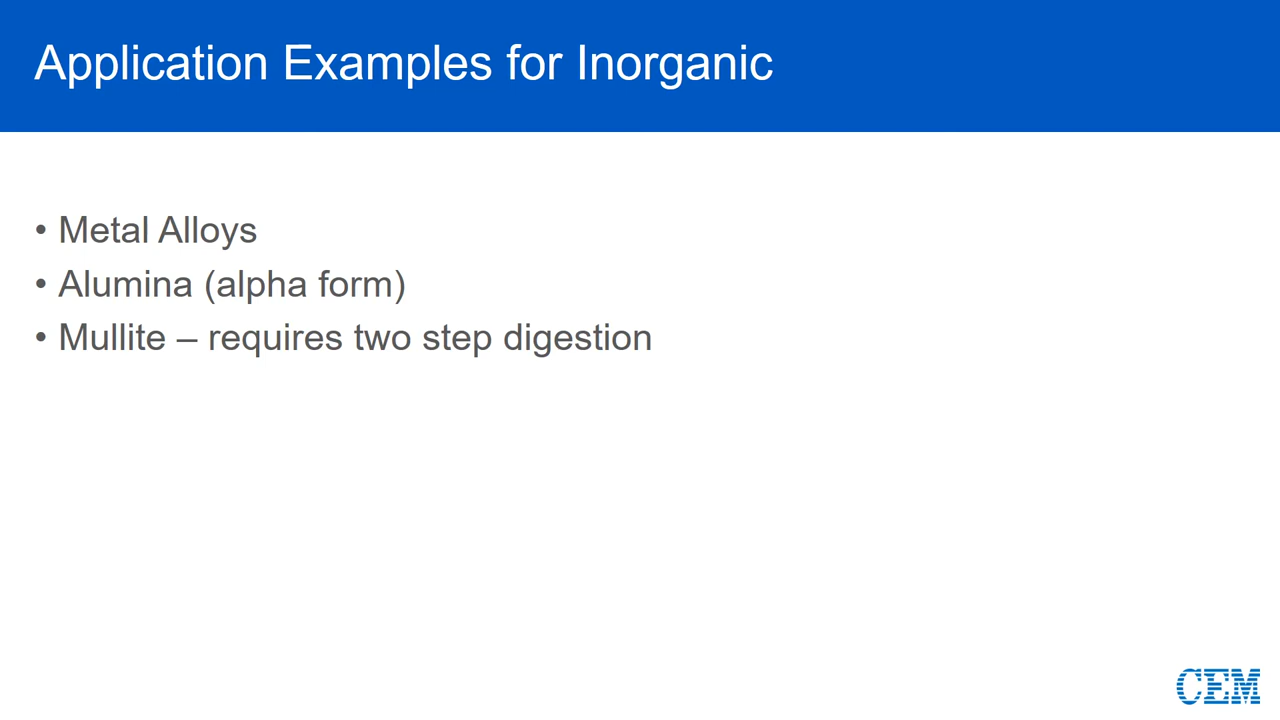 Application Examples for Inorganic
• Metal Alloys
• Alumina (alpha form)
• Mullite – requires two step digestion
CEM